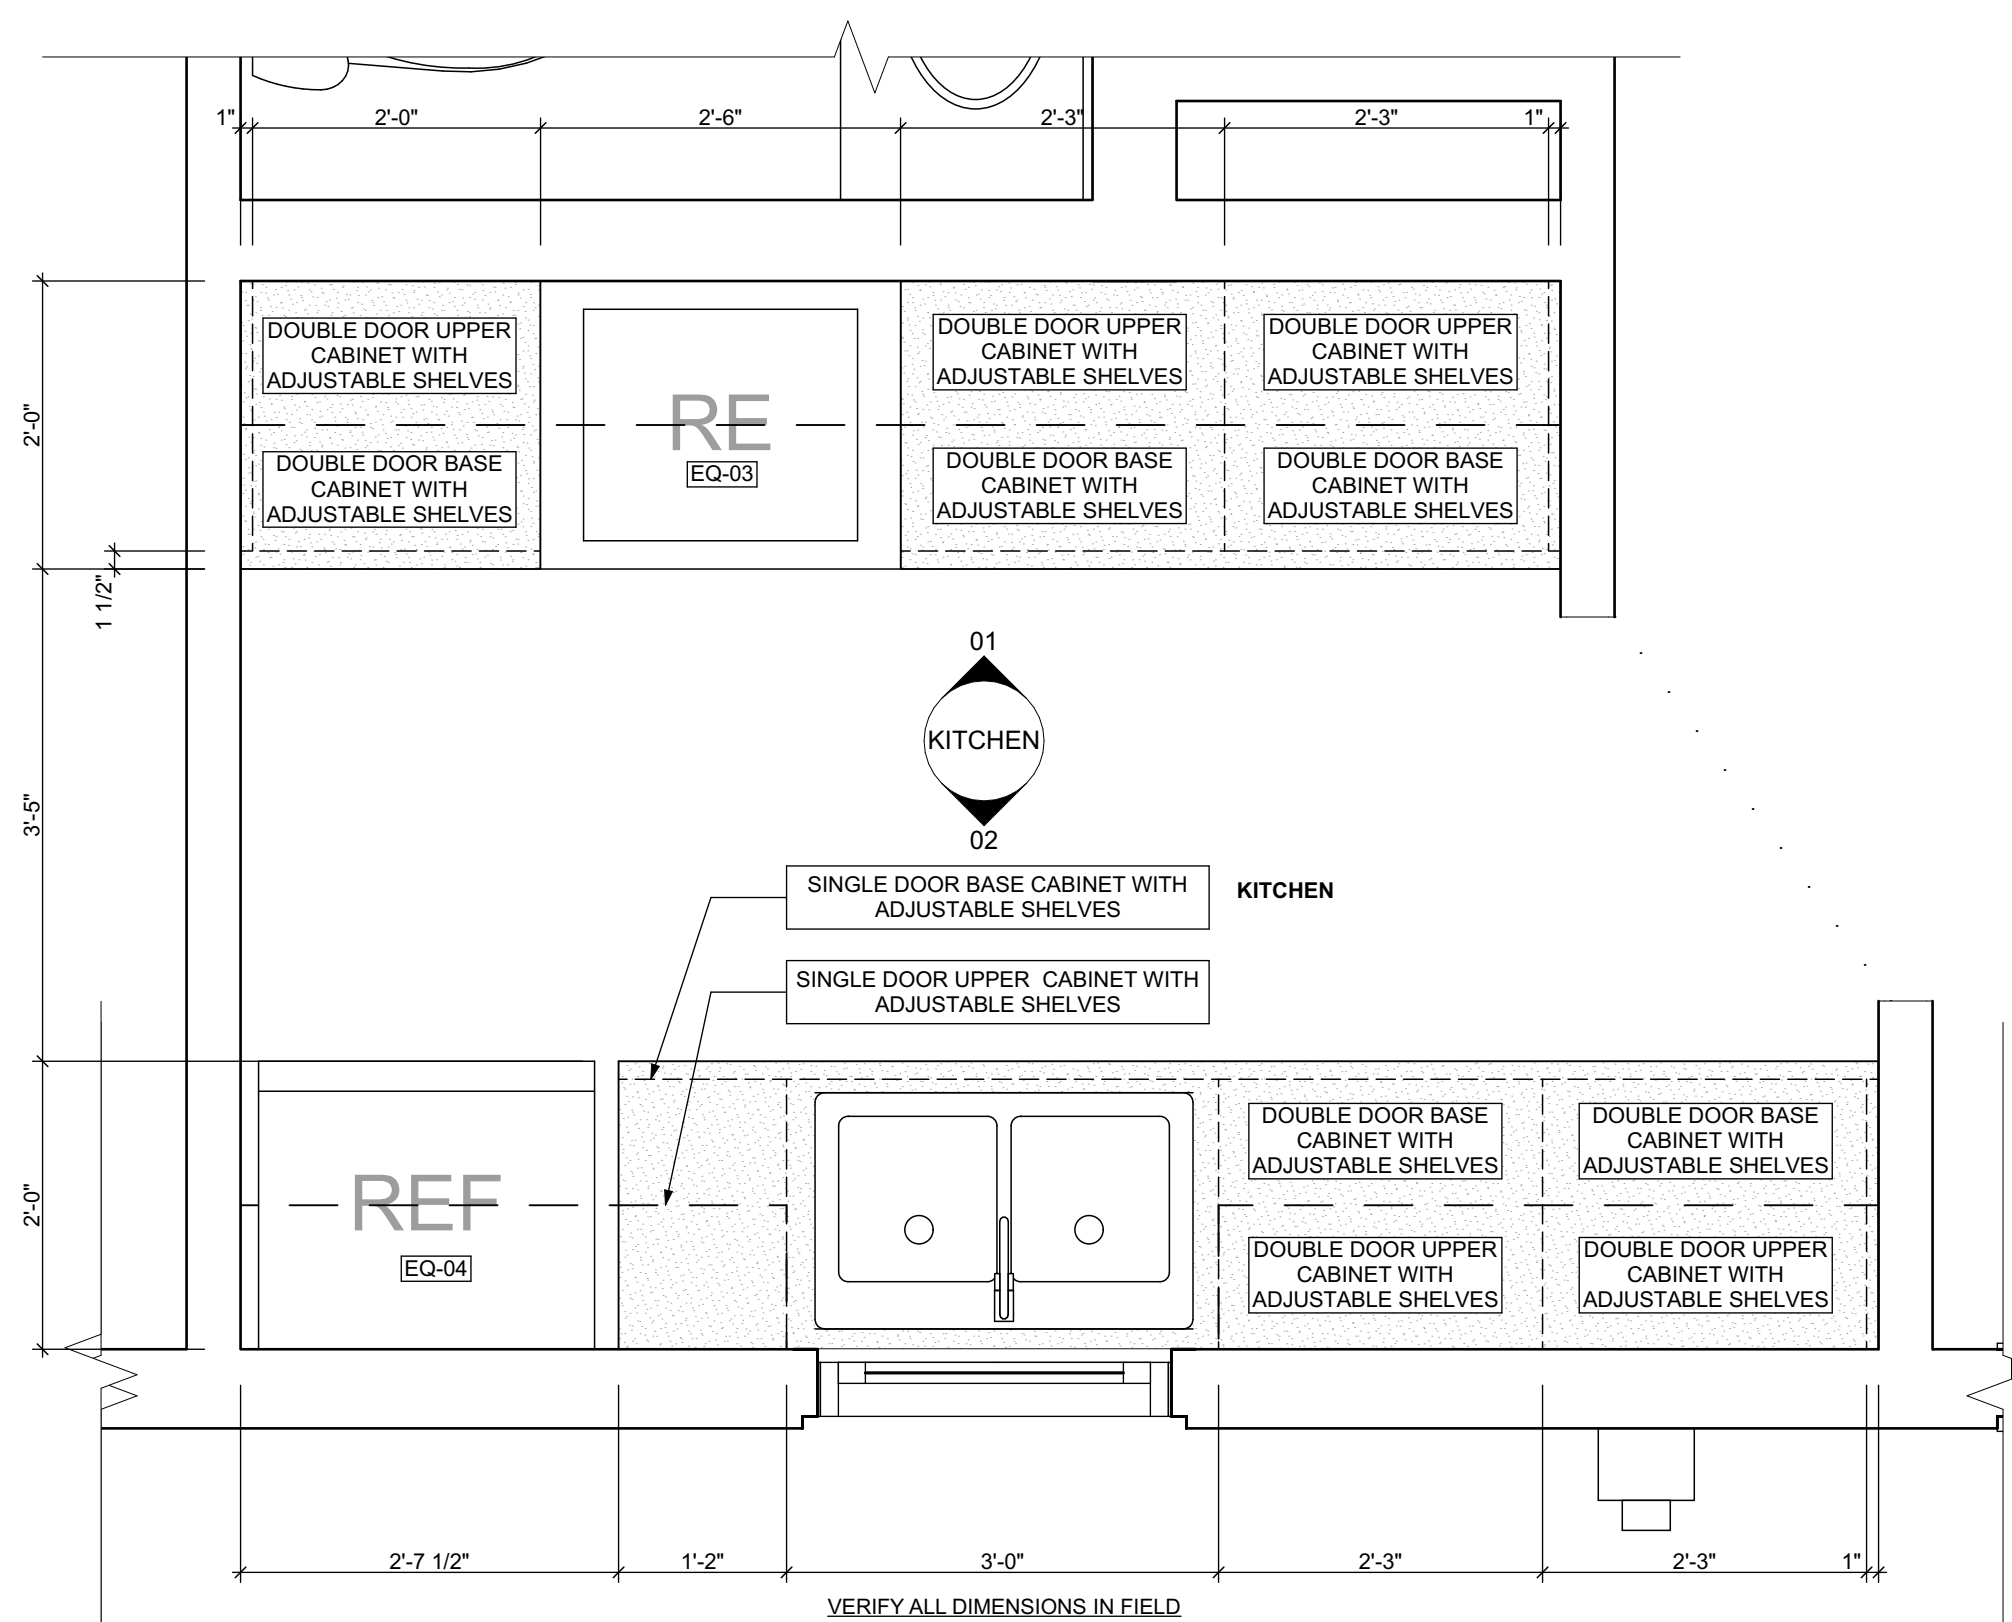 1" 2'-0" 2'-6" 2'-3" 2'-3" 1"
DOUBLE DOOR UPPER
CABINET WITH
ADJUSTABLE SHELVES
DOUBLE DOOR UPPER
CABINET WITH
ADJUSTABLE SHELVES
DOUBLE DOOR UPPER
CABINET WITH
ADJUSTABLE SHELVES
2'-0"
RE
EQ-03
DOUBLE DOOR BASE
CABINET WITH
ADJUSTABLE SHELVES
DOUBLE DOOR BASE
CABINET WITH
ADJUSTABLE SHELVES
DOUBLE DOOR BASE
CABINET WITH
ADJUSTABLE SHELVES
1 1/2"
01
KITCHEN
02
3'-5"
SINGLE DOOR BASE CABINET WITH
ADJUSTABLE SHELVES
KITCHEN
SINGLE DOOR UPPER CABINET WITH
ADJUSTABLE SHELVES
2'-0"
REF
EQ-04
DOUBLE DOOR BASE
CABINET WITH
ADJUSTABLE SHELVES
DOUBLE DOOR BASE
CABINET WITH
ADJUSTABLE SHELVES
DOUBLE DOOR UPPER
CABINET WITH
ADJUSTABLE SHELVES
DOUBLE DOOR UPPER
CABINET WITH
ADJUSTABLE SHELVES
2'-7 1/2" 1'-2" 3'-0" 2'-3" 2'-3" 1"
VERIFY ALL DIMENSIONS IN FIELD